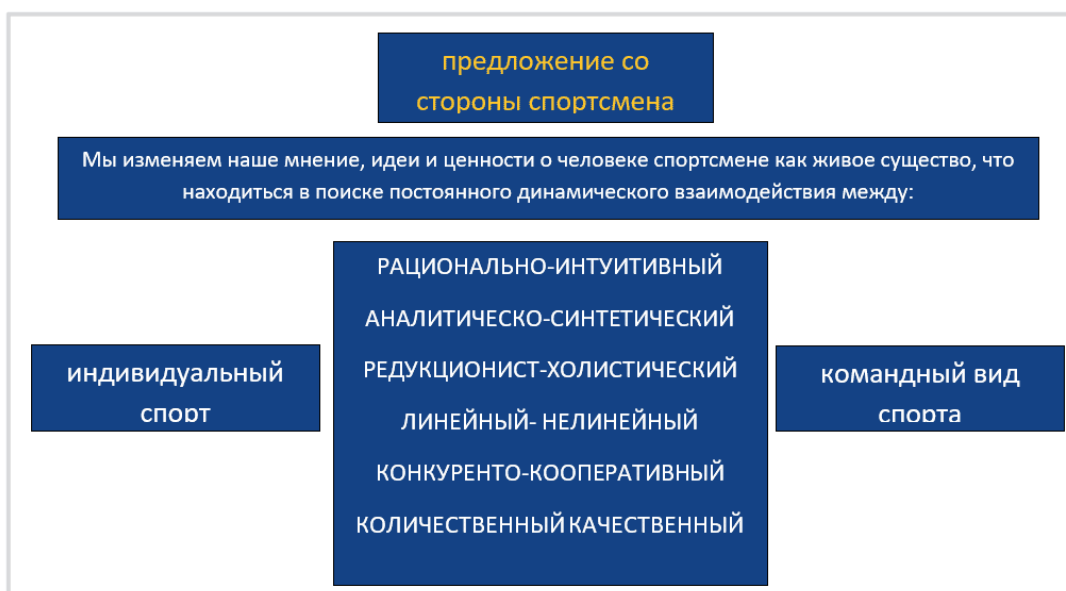 предложение со
стороны спортсмена
Мы изменяем наше мнение, идеи и ценности о человеке спортсмене как живое существо, что
находиться в поиске постоянного динамического взаимодействия между:
РАЦИОНАЛЬНО-ИНТУИТИВНЫЙ
АНАЛИТИЧЕСКО-СИНТЕТИЧЕСКИЙ
РЕДУКЦИОНИСТ-ХОЛИСТИЧЕСКИЙ
ЛИНЕЙНЫЙ- НЕЛИНЕЙНЫЙ
КОНКУРЕНТО-КООПЕРАТИВНЫЙ
КОЛИЧЕСТВЕННЫЙ КАЧЕСТВЕННЫЙ
индивидуальный
спорт
командный вид
спорта